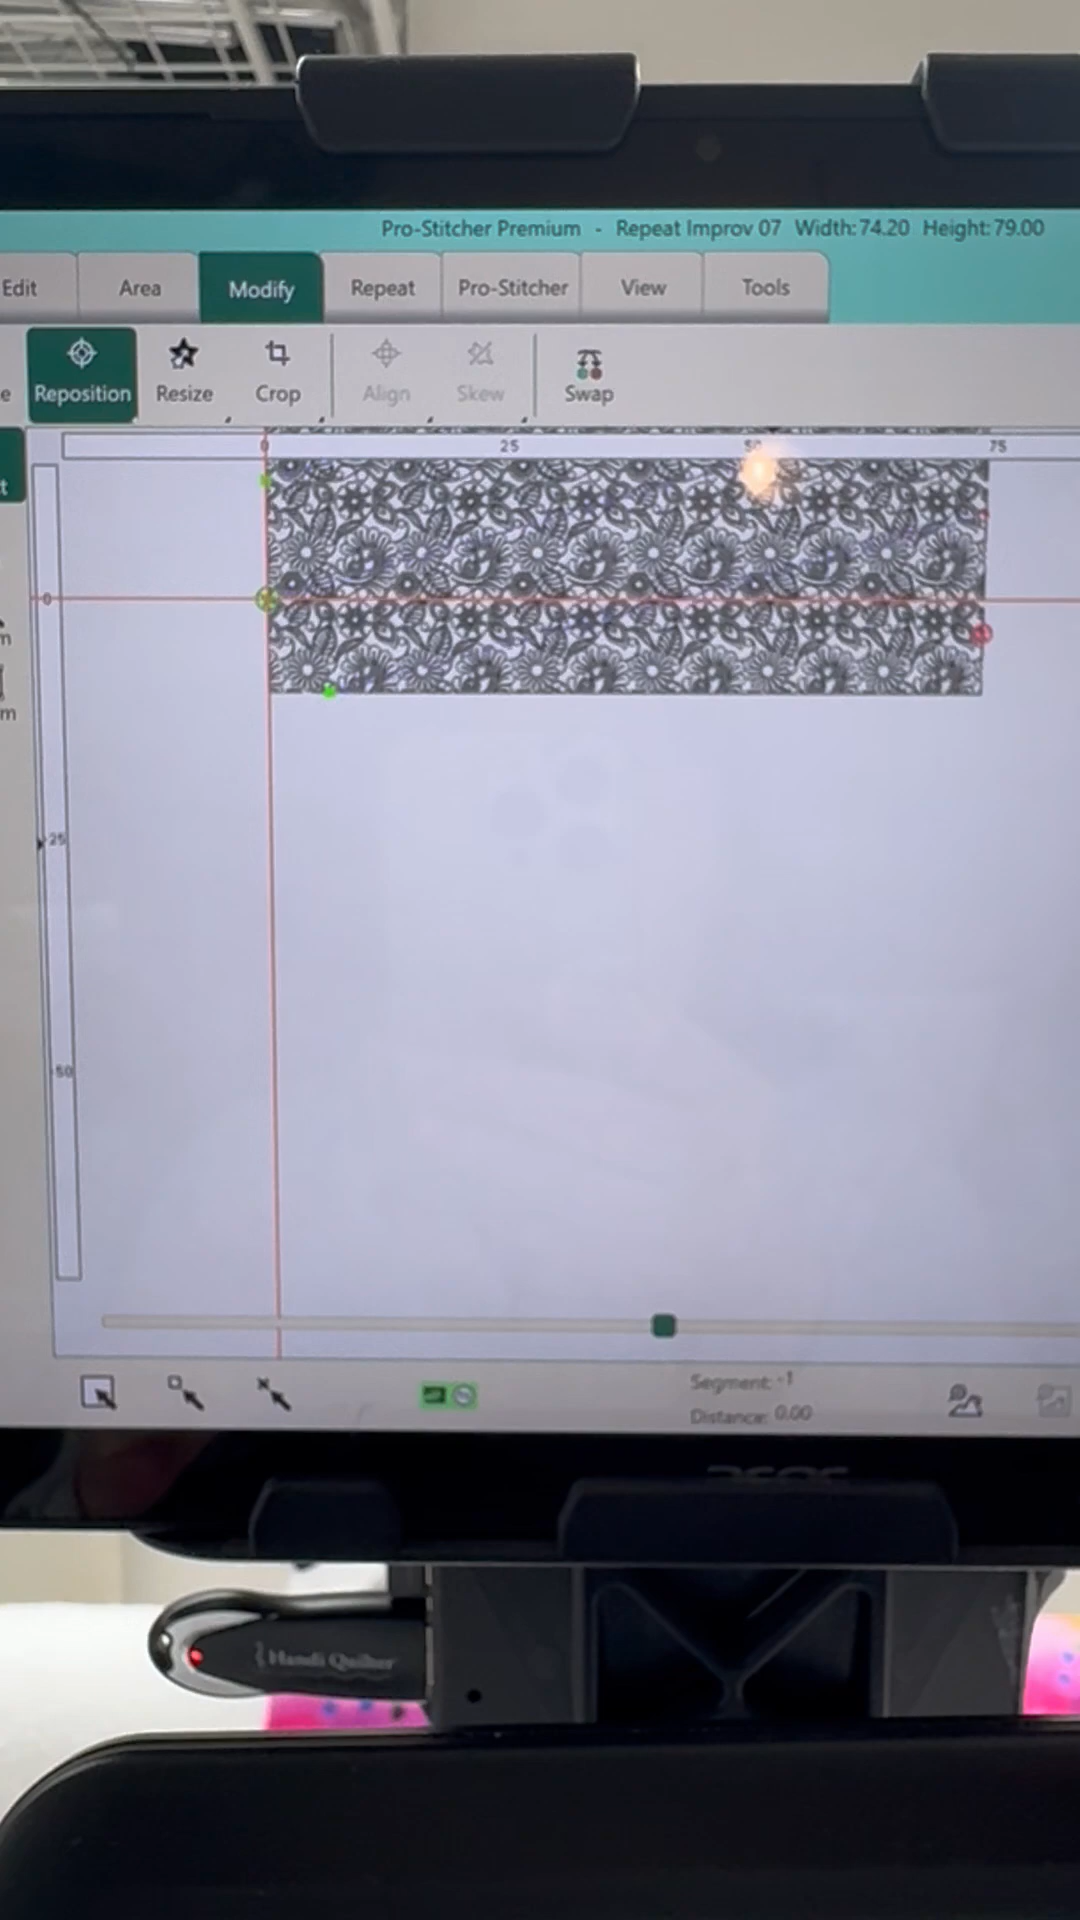 Pro-Stitcher Premium - Repeat Improv 07 Width: 74.20 Height: 79.00
Edit Area Modify Repeat Pro-Stitcher View Tools
e Reposition Resize Crop Align Skew Swap
0 25 50 75
t
0
m
m
25
50
Segment: -1
Distance: 0.00
acer
Handi Quilter